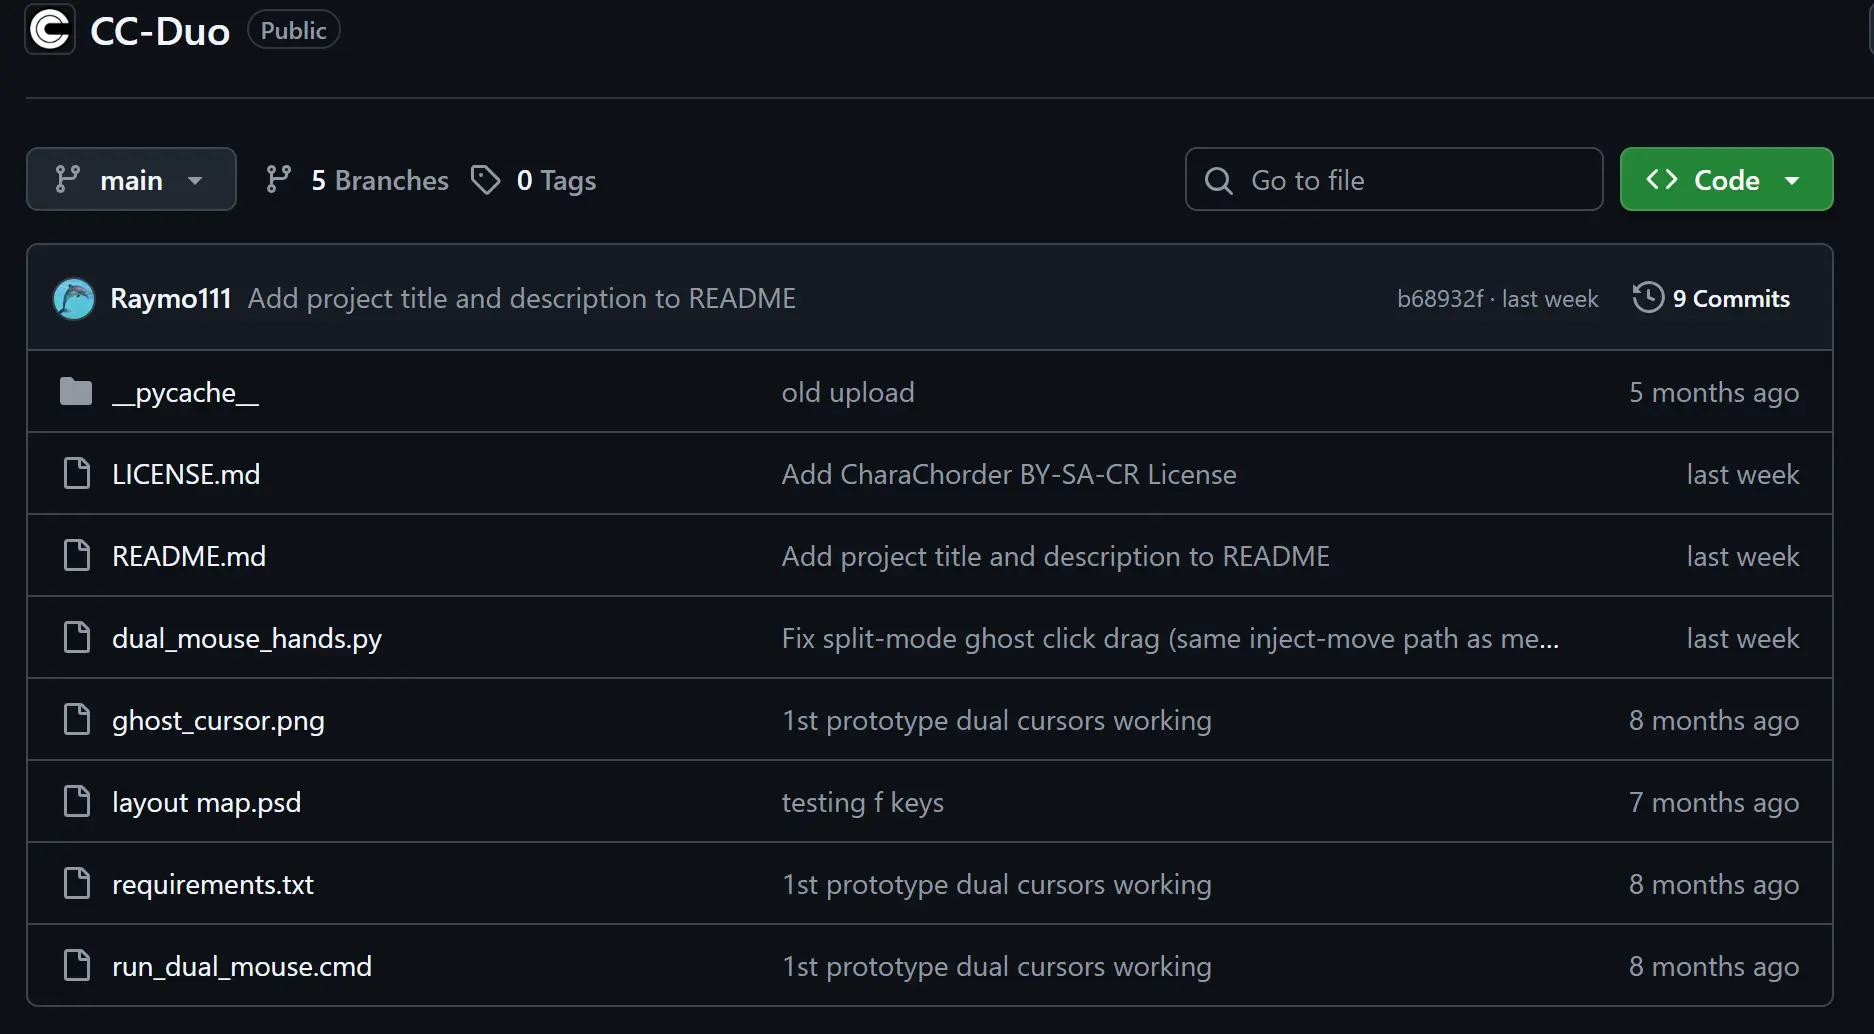 CC-Duo Public
main 5 Branches 0 Tags Go to file Code
Raymo111 Add project title and description to README b68932f · last week 9 Commits
__pycache__ old upload 5 months ago
LICENSE.md Add CharaChorder BY-SA-CR License last week
README.md Add project title and description to README last week
dual_mouse_hands.py Fix split-mode ghost click drag (same inject-move path as me... last week
ghost_cursor.png 1st prototype dual cursors working 8 months ago
layout map.psd testing f keys 7 months ago
requirements.txt 1st prototype dual cursors working 8 months ago
run_dual_mouse.cmd 1st prototype dual cursors working 8 months ago